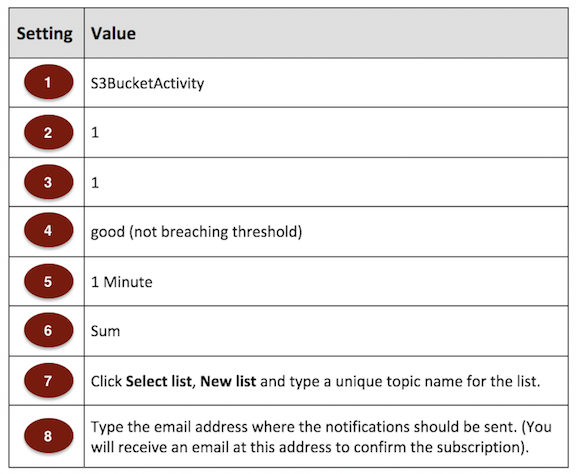 Setting Value
1 S3BucketActivity
2 1
3 1
4 good (not breaching threshold)
5 1 Minute
6 Sum
7 Click Select list, New list and type a unique topic name for the list.
8 Type the email address where the notifications should be sent. (You
will receive an email at this address to confirm the subscription).